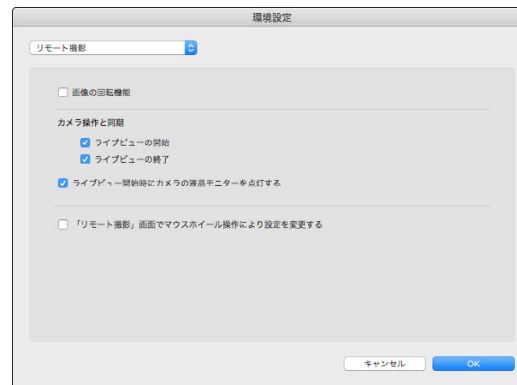 環境設定
リモート撮影
画像の回転機能
カメラ操作と同期
ライブビューの開始
ライブビューの終了
ライブビュー開始時にカメラの液晶モニターを点灯する
「リモート撮影」画面でマウスホイール操作により設定を変更する
キャンセル
OK